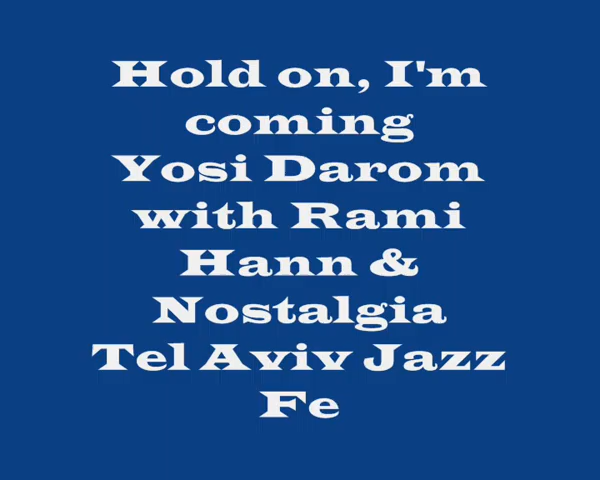 Hold on, I'm
coming
Yosi Darom
with Rami
Hann &
Nostalgia
Tel Aviv Jazz
Fe